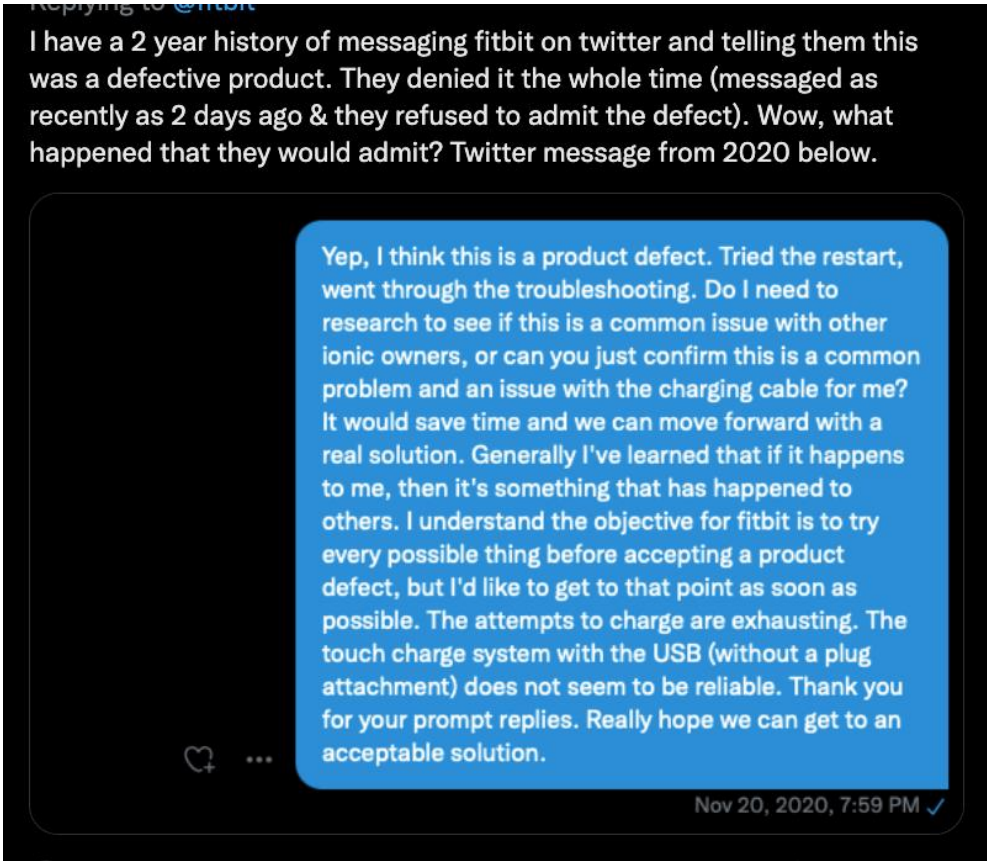 Replying to @fitbit
I have a 2 year history of messaging fitbit on twitter and telling them this
was a defective product. They denied it the whole time (messaged as
recently as 2 days ago & they refused to admit the defect). Wow, what
happened that they would admit? Twitter message from 2020 below.
Yep, I think this is a product defect. Tried the restart,
went through the troubleshooting. Do I need to
research to see if this is a common issue with other
ionic owners, or can you just confirm this is a common
problem and an issue with the charging cable for me?
It would save time and we can move forward with a
real solution. Generally I've learned that if it happens
to me, then it's something that has happened to
others. I understand the objective for fitbit is to try
every possible thing before accepting a product
defect, but I'd like to get to that point as soon as
possible. The attempts to charge are exhausting. The
touch charge system with the USB (without a plug
attachment) does not seem to be reliable. Thank you
for your prompt replies. Really hope we can get to an
acceptable solution.
Nov 20, 2020, 7:59 PM